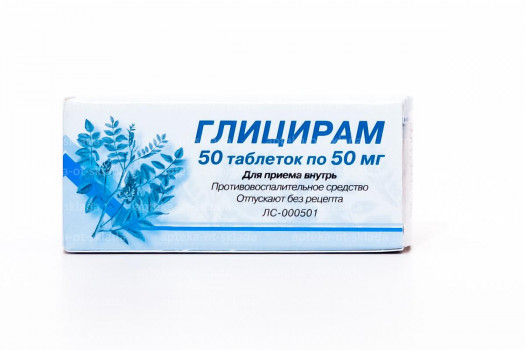 ГЛИЦИРАМ
50 таблеток по 50 мг
Для приема внутрь
Противовоспалительное средство
Отпускают без рецепта
ЛС-000501